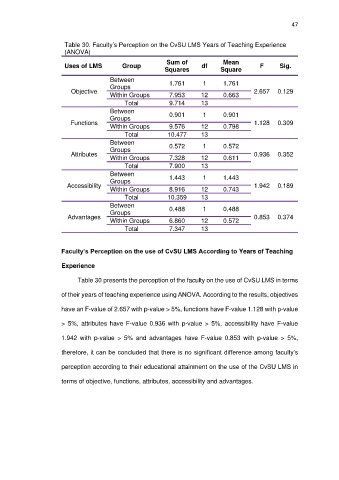 47
Table 30. Faculty's Perception on the CvSU LMS Years of Teaching Experience
(ANOVA)
Uses of LMS Group Sum of Squares df Mean Square F Sig.
Objective Between Groups 1.761 1 1.761 2.657 0.129
Within Groups 7.953 12 0.663
Total 9.714 13
Functions Between Groups 0.901 1 0.901 1.128 0.309
Within Groups 9.576 12 0.798
Total 10.477 13
Attributes Between Groups 0.572 1 0.572 0.936 0.352
Within Groups 7.328 12 0.611
Total 7.900 13
Accessibility Between Groups 1.443 1 1.443 1.942 0.189
Within Groups 8.916 12 0.743
Total 10.359 13
Advantages Between Groups 0.488 1 0.488 0.853 0.374
Within Groups 6.860 12 0.572
Total 7.347 13
Faculty's Perception on the use of CvSU LMS According to Years of Teaching
Experience
Table 30 presents the perception of the faculty on the use of CvSU LMS in terms
of their years of teaching experience using ANOVA. According to the results, objectives
have an F-value of 2.657 with p-value > 5%, functions have F-value 1.128 with p-value
> 5%, attributes have F-value 0.936 with p-value > 5%, accessibility have F-value
1.942 with p-value > 5% and advantages have F-value 0.853 with p-value > 5%,
therefore, it can be concluded that there is no significant difference among faculty's
perception according to their educational attainment on the use of the CvSU LMS in
terms of objective, functions, attributes, accessibility and advantages.